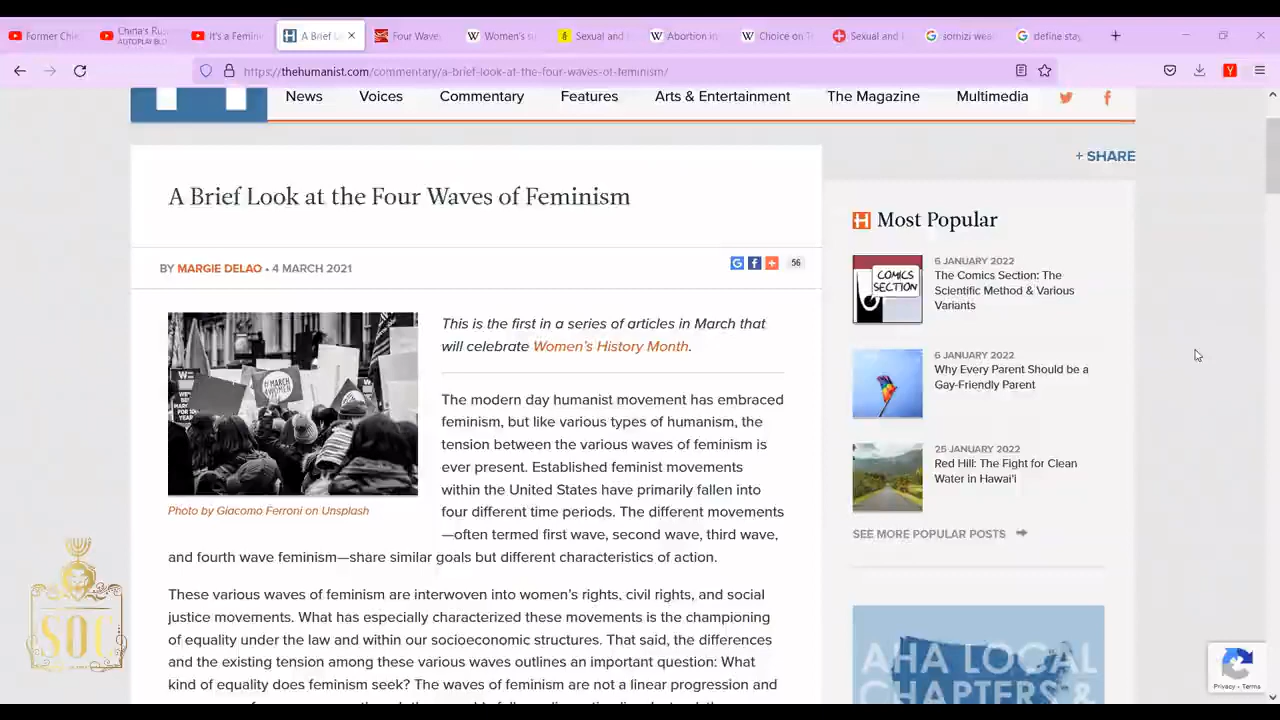 Former Chie
China's Ru
AUTOPLAY BLO
It's a Femin
A Brief L
Four Wave
Women's su
Sexual and
Abortion in
Choice on T
Sexual and
somizi wea
define stay
https://thehumanist.com/commentary/a-brief-look-at-the-four-waves-of-feminism/
News Voices Commentary Features Arts & Entertainment The Magazine Multimedia
+ SHARE
A Brief Look at the Four Waves of Feminism
BY MARGIE DELAO • 4 MARCH 2021
56
This is the first in a series of articles in March that
will celebrate Women's History Month.
The modern day humanist movement has embraced
feminism, but like various types of humanism, the
tension between the various waves of feminism is
ever present. Established feminist movements
within the United States have primarily fallen into
four different time periods. The different movements
—often termed first wave, second wave, third wave,
and fourth wave feminism—share similar goals but different characteristics of action.
Photo by Giacomo Ferroni on Unsplash
These various waves of feminism are interwoven into women's rights, civil rights, and social
justice movements. What has especially characterized these movements is the championing
of equality under the law and within our socioeconomic structures. That said, the differences
and the existing tension among these various waves outlines an important question: What
kind of equality does feminism seek? The waves of feminism are not a linear progression and
Most Popular
COMICS
SECTION
6 JANUARY 2022
The Comics Section: The
Scientific Method & Various
Variants
6 JANUARY 2022
Why Every Parent Should be a
Gay-Friendly Parent
25 JANUARY 2022
Red Hill: The Fight for Clean
Water in Hawai'i
SEE MORE POPULAR POSTS
AHA LOCAL
CHAPTERS &
SOC
Privacy - Terms